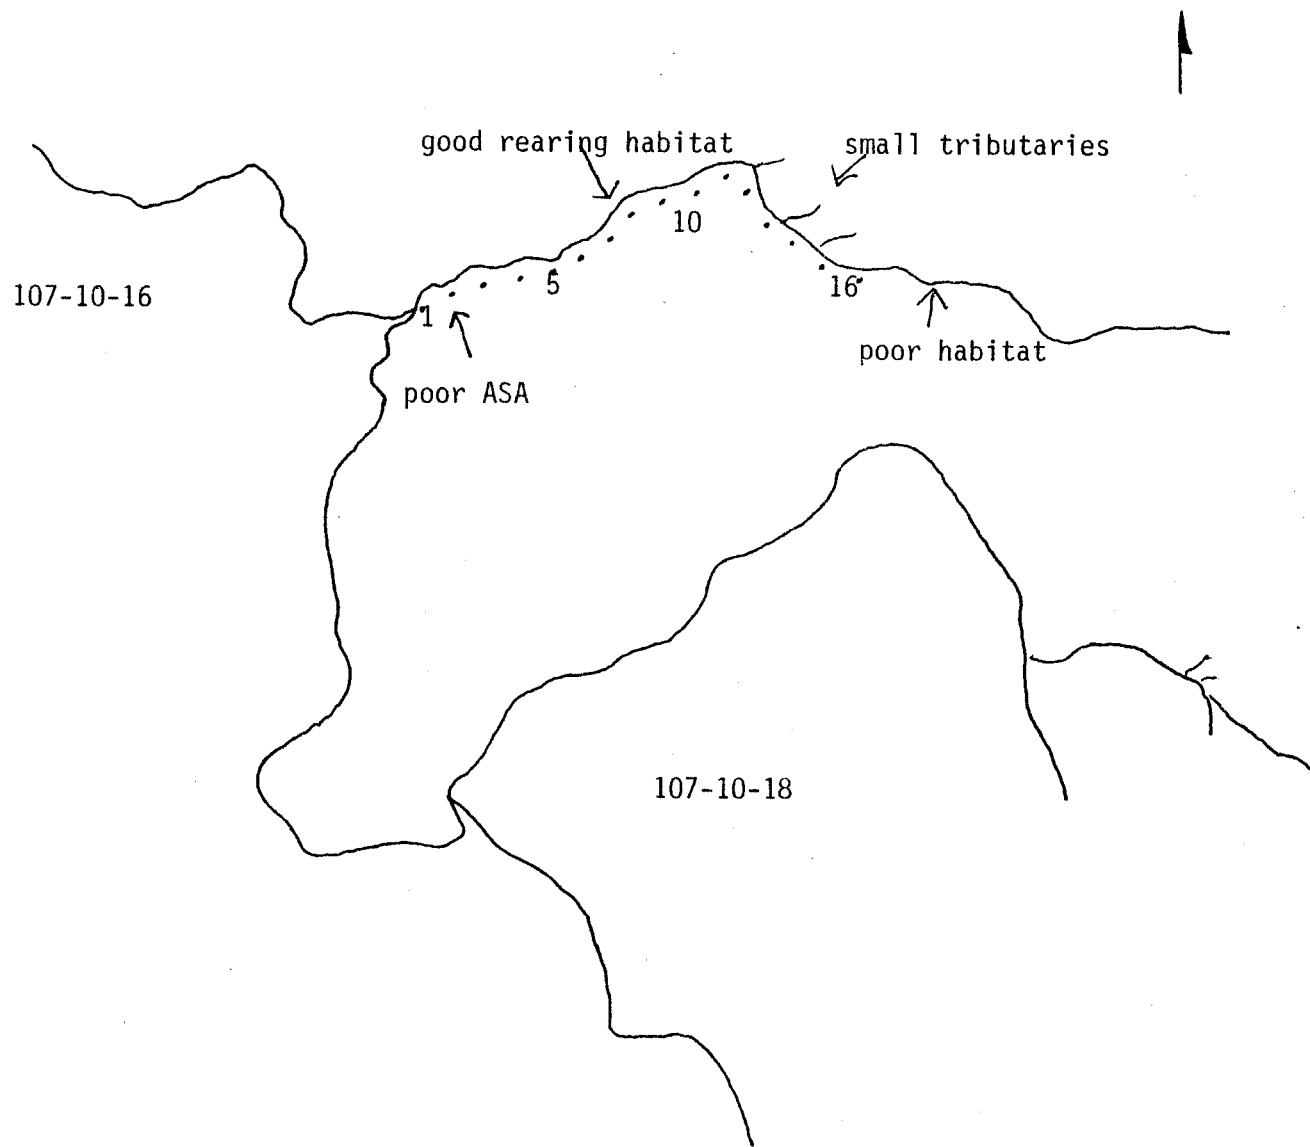 good rearing habitat
small tributaries
10
107-10-16
5
16
1
poor habitat
poor ASA
107-10-18